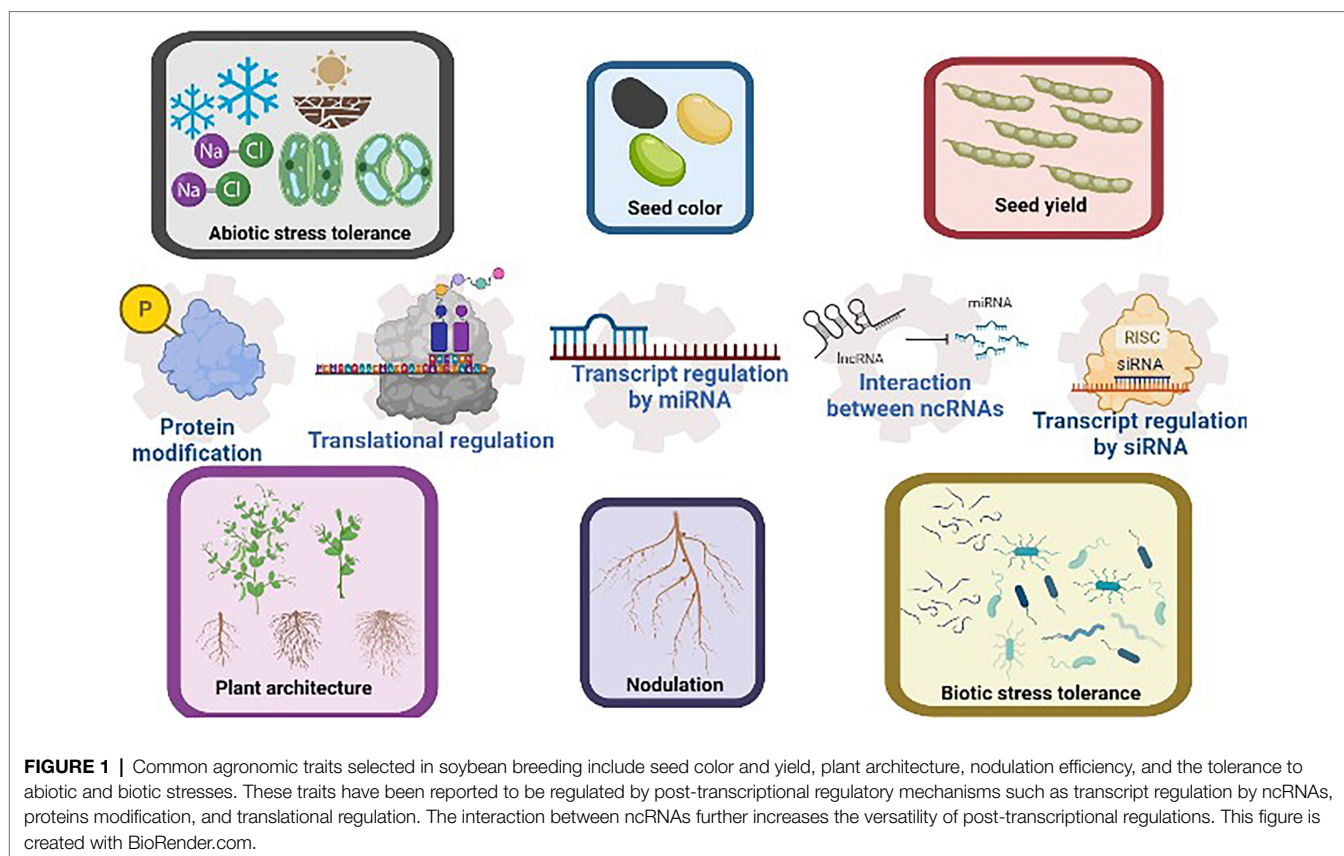 Na Cl
Na Cl
Abiotic stress tolerance
Seed color
Seed yield
P
Protein
modification
Translational regulation
Transcript regulation
by miRNA
lncRNA
miRNA
Interaction
between ncRNAs
RISC
siRNA
Transcript regulation
by siRNA
Plant architecture
Nodulation
Biotic stress tolerance
FIGURE 1 | Common agronomic traits selected in soybean breeding include seed color and yield, plant architecture, nodulation efficiency, and the tolerance to
abiotic and biotic stresses. These traits have been reported to be regulated by post-transcriptional regulatory mechanisms such as transcript regulation by ncRNAs,
proteins modification, and translational regulation. The interaction between ncRNAs further increases the versatility of post-transcriptional regulations. This figure is
created with BioRender.com.